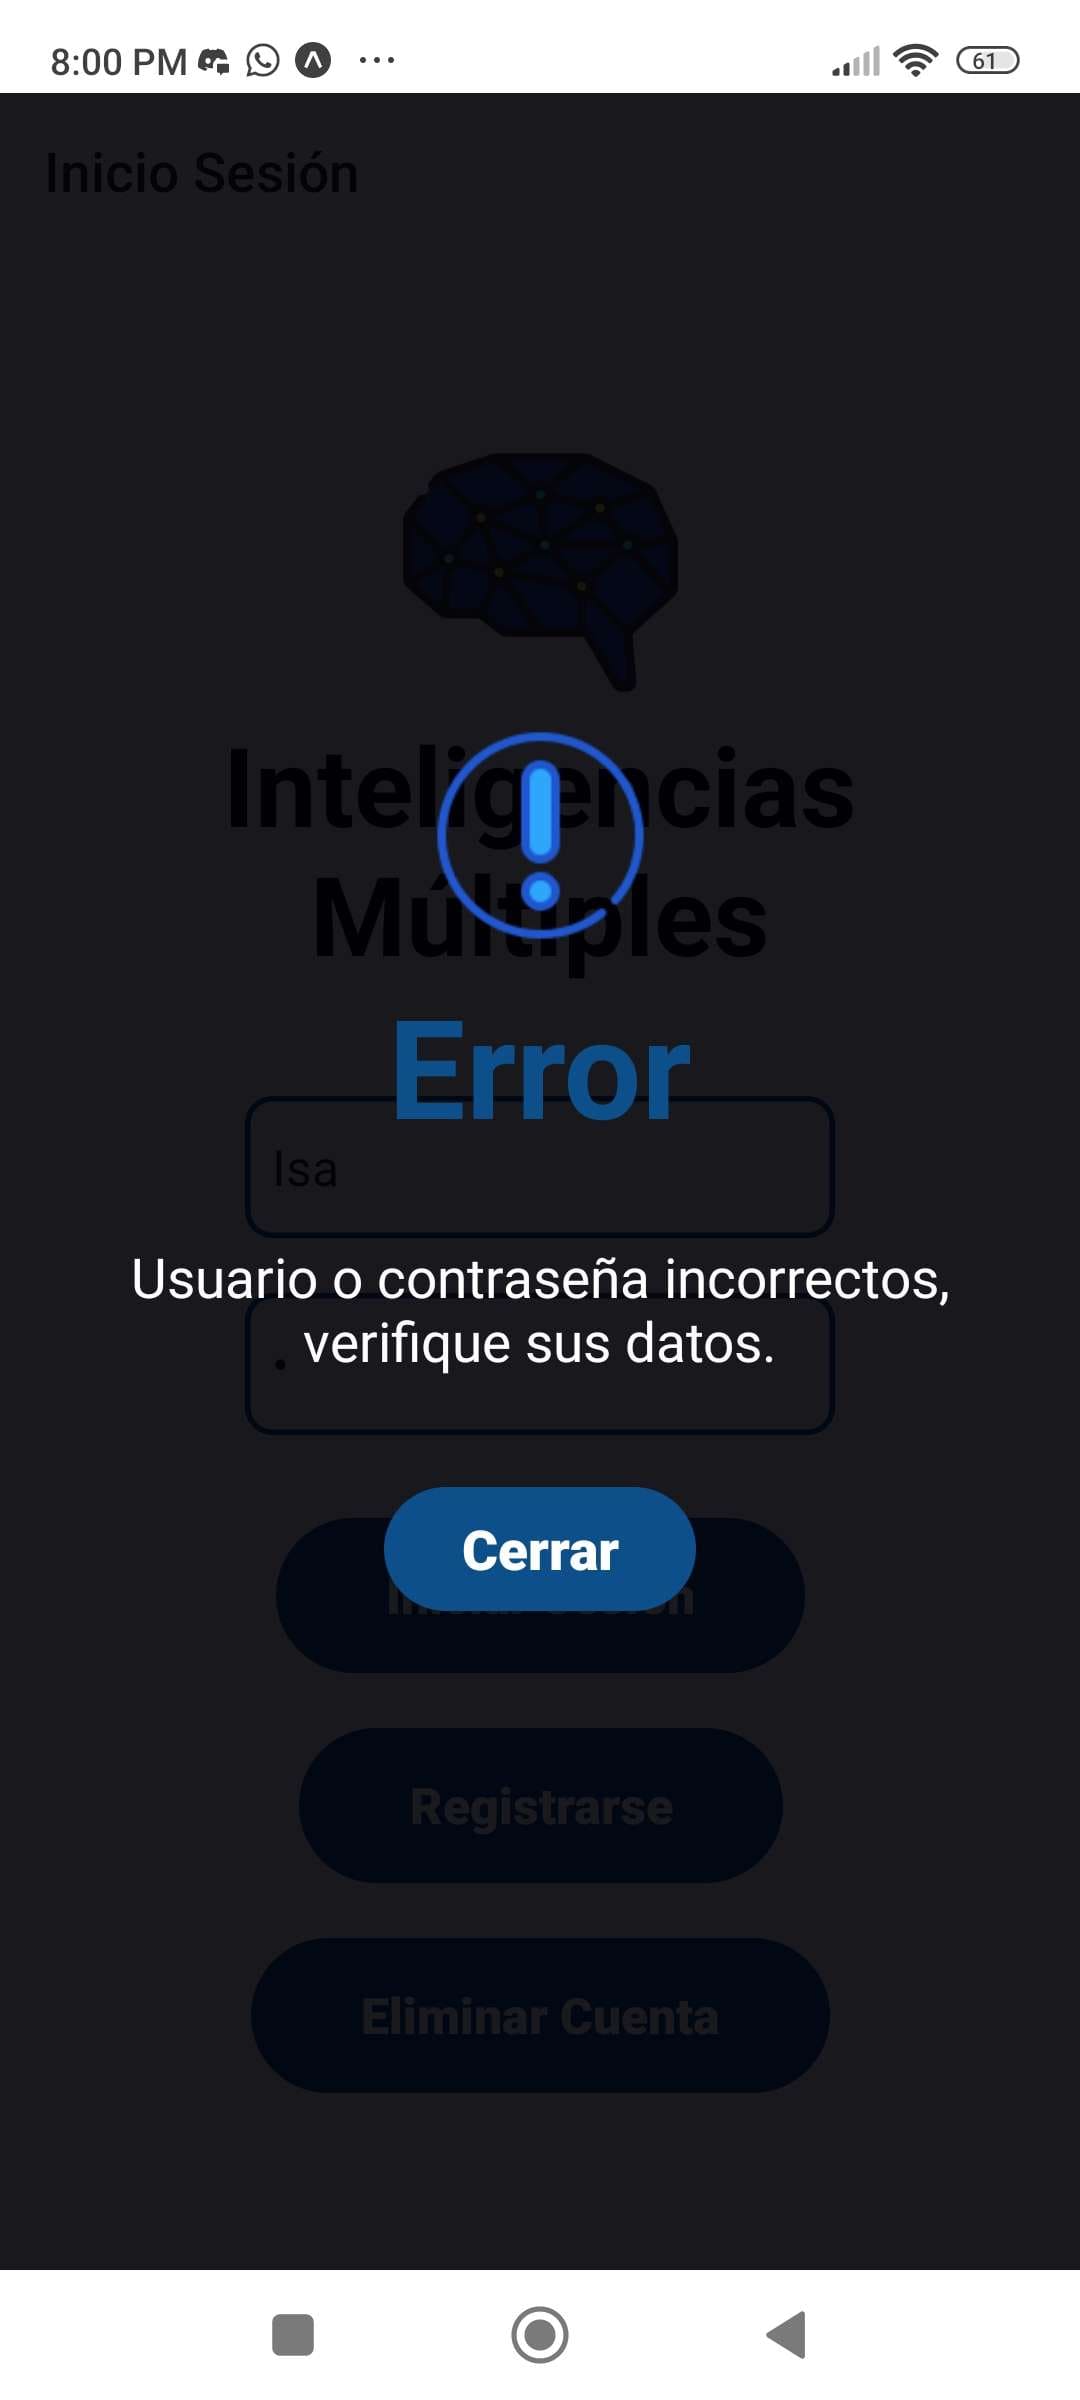 8:00 PM
61
Inicio Sesión
Inteligencias
Múltiples
Error
Isa
Usuario o contraseña incorrectos,
verifique sus datos.
Cerrar
Registrarse
Eliminar Cuenta